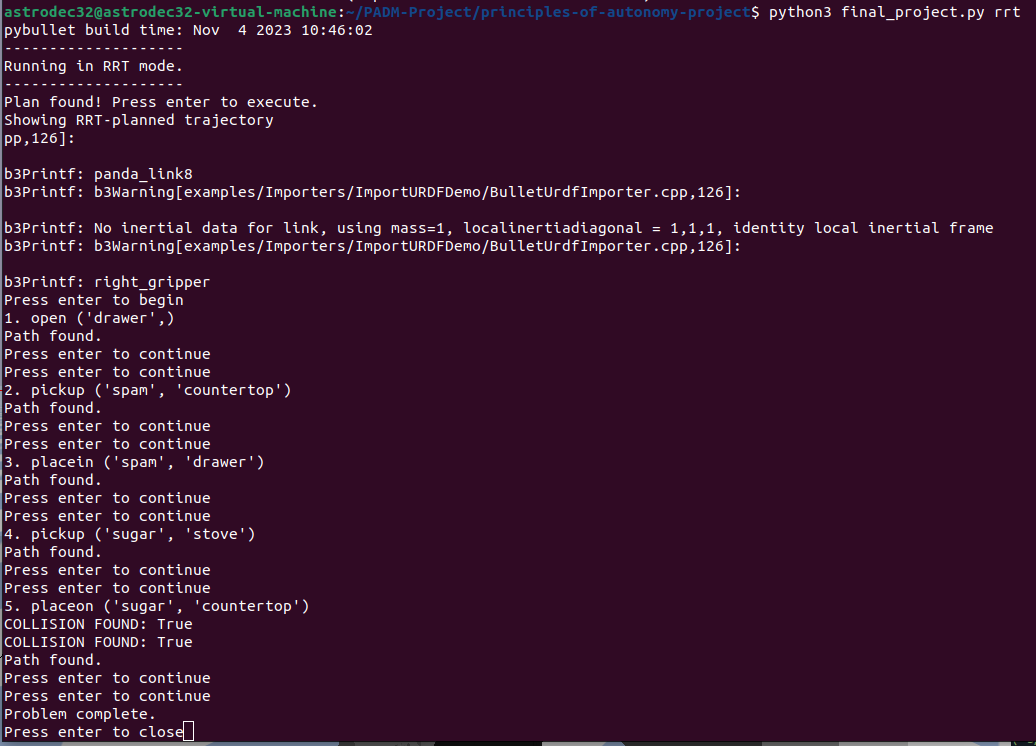 astrodec32@astrodec32-virtual-machine:~/PADM-Project/principles-of-autonomy-project$ python3 final_project.py rrt
pybullet build time: Nov  4 2023 10:46:02
--------------------
Running in RRT mode.
--------------------
Plan found! Press enter to execute.
Showing RRT-planned trajectory
pp,126]:

b3Printf: panda_link8
b3Printf: b3Warning[examples/Importers/ImportURDFDemo/BulletUrdfImporter.cpp,126]:

b3Printf: No inertial data for link, using mass=1, localinertiadiagonal = 1,1,1, identity local inertial frame
b3Printf: b3Warning[examples/Importers/ImportURDFDemo/BulletUrdfImporter.cpp,126]:

b3Printf: right_gripper
Press enter to begin
1. open ('drawer',)
Path found.
Press enter to continue
Press enter to continue
2. pickup ('spam', 'countertop')
Path found.
Press enter to continue
Press enter to continue
3. placein ('spam', 'drawer')
Path found.
Press enter to continue
Press enter to continue
4. pickup ('sugar', 'stove')
Path found.
Press enter to continue
Press enter to continue
5. placeon ('sugar', 'countertop')
COLLISION FOUND: True
COLLISION FOUND: True
Path found.
Press enter to continue
Press enter to continue
Problem complete.
Press enter to close